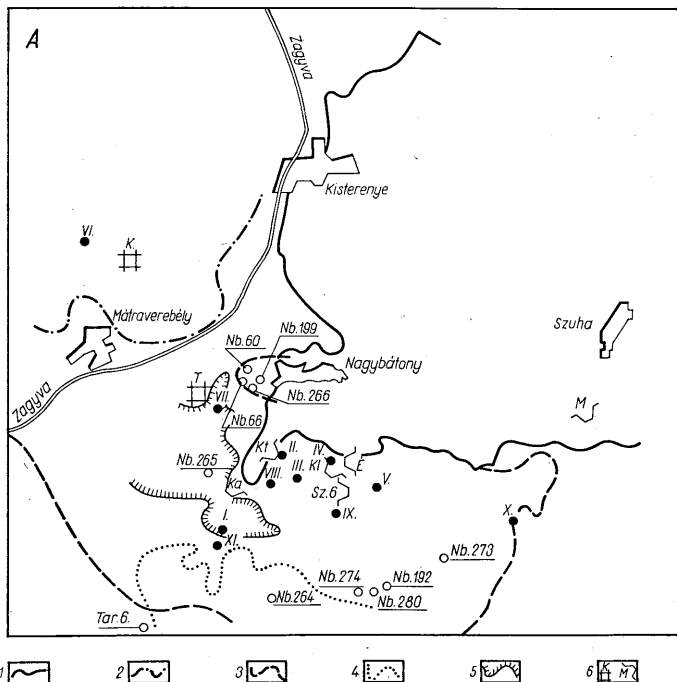 A
Zagyva
Kisterenye
VI.
K.
Mátraverebély
Szuha
Nb.60
Nb.199
Nagybátony
T
Nb.266
VII.
M
Zagyva
Nb.66
Kt
II.
IV.
Kl
E
Nb.265
Ka
VIII.
III.
V.
Sz.6
I.
IX.
X.
XI.
Nb.273
Nb.274
Nb.192
Nb.264
Nb.280
Tar.6.
1 2 3 4 5 6 K M